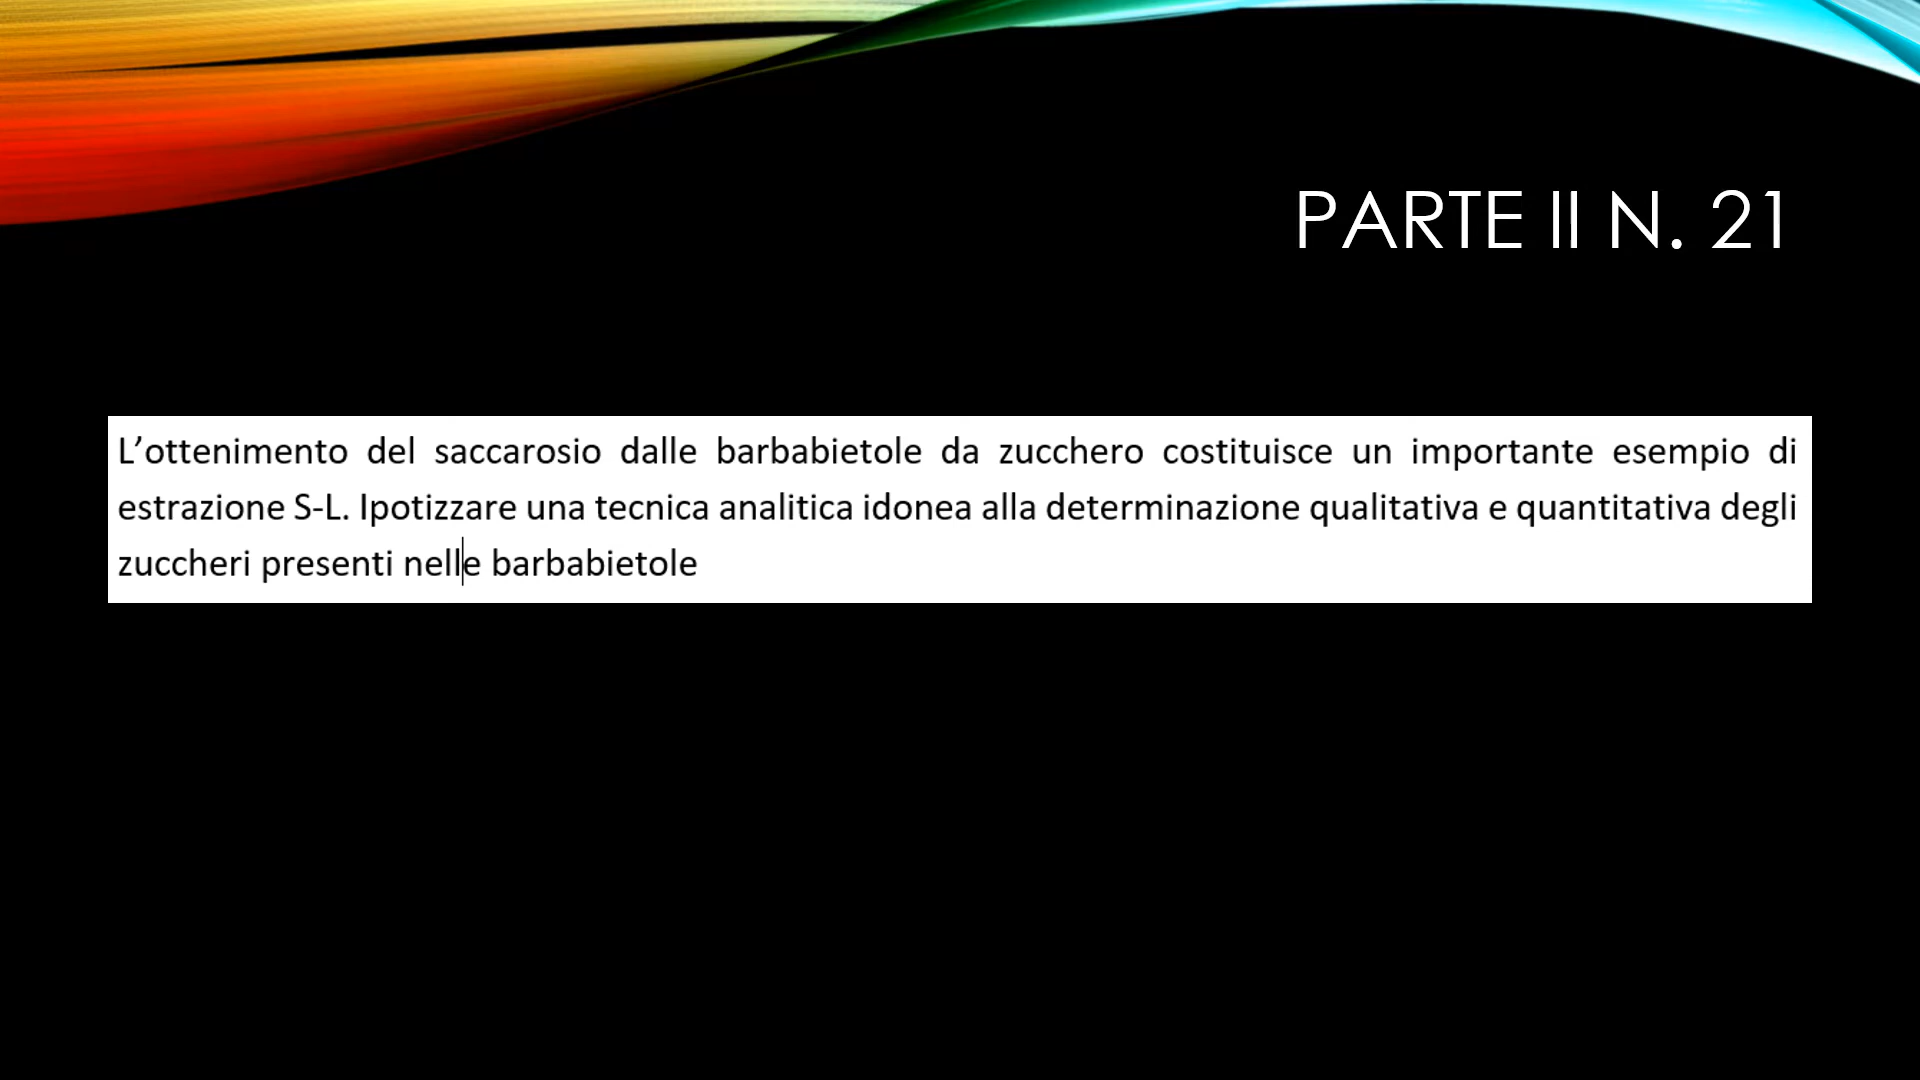 PARTE II N. 21
L’ottenimento del saccarosio dalle barbabietole da zucchero costituisce un importante esempio di
estrazione S-L. Ipotizzare una tecnica analitica idonea alla determinazione qualitativa e quantitativa degli
zuccheri presenti nelle barbabietole